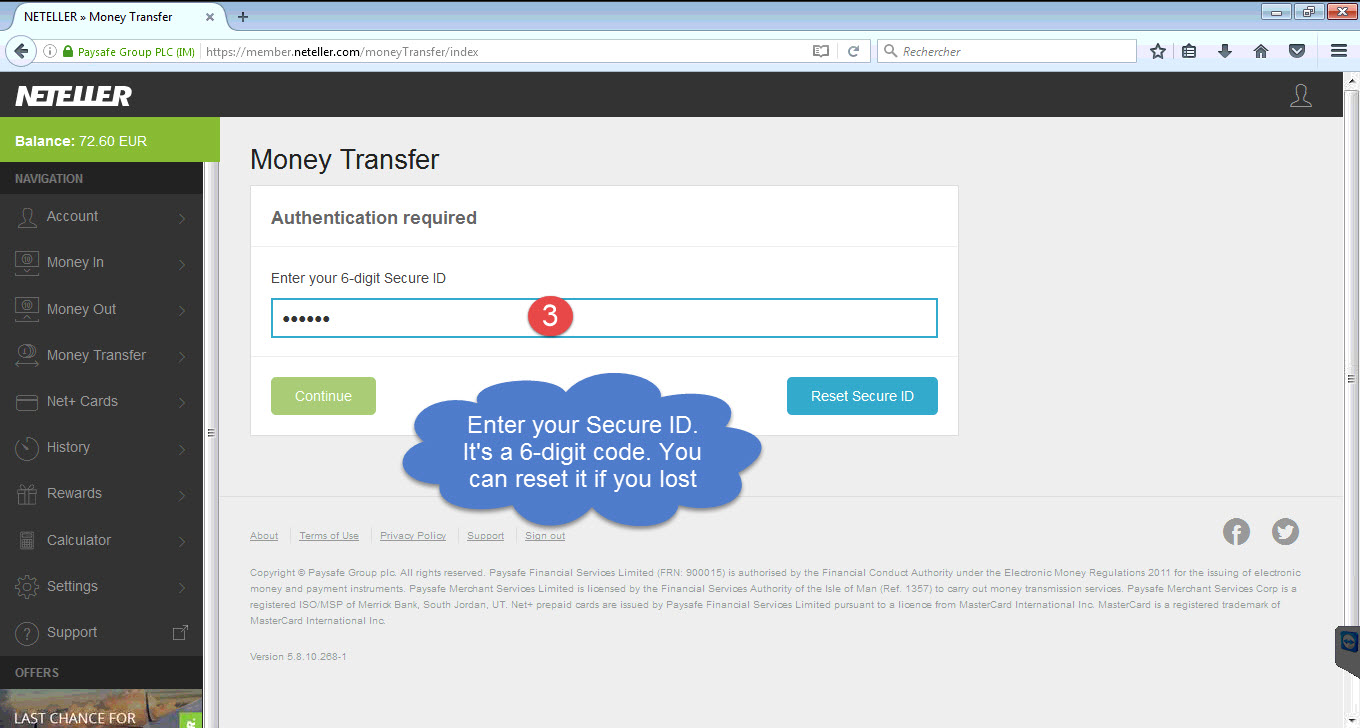 NETELLER » Money Transfer
Paysafe Group PLC (IM)
https://member.neteller.com/moneyTransfer/index
Rechercher
NETELLER
Balance: 72.60 EUR
NAVIGATION
Account
Money In
Money Out
Money Transfer
Net+ Cards
History
Rewards
Calculator
Settings
Support
OFFERS
LAST CHANCE FOR
R.
Money Transfer
Authentication required
Enter your 6-digit Secure ID
••••••
3
Continue
Reset Secure ID
Enter your Secure ID.
It's a 6-digit code. You
can reset it if you lost
About
Terms of Use
Privacy Policy
Support
Sign out
Copyright © Paysafe Group plc. All rights reserved. Paysafe Financial Services Limited (FRN: 900015) is authorised by the Financial Conduct Authority under the Electronic Money Regulations 2011 for the issuing of electronic
money and payment instruments. Paysafe Merchant Services Limited is licensed by the Financial Services Authority of the Isle of Man (Ref. 1357) to carry out money transmission services. Paysafe Merchant Services Corp is a
registered ISO/MSP of Merrick Bank, South Jordan, UT. Net+ prepaid cards are issued by Paysafe Financial Services Limited pursuant to a licence from MasterCard International Inc. MasterCard is a registered trademark of
MasterCard International Inc.
Version 5.8.10.268-1